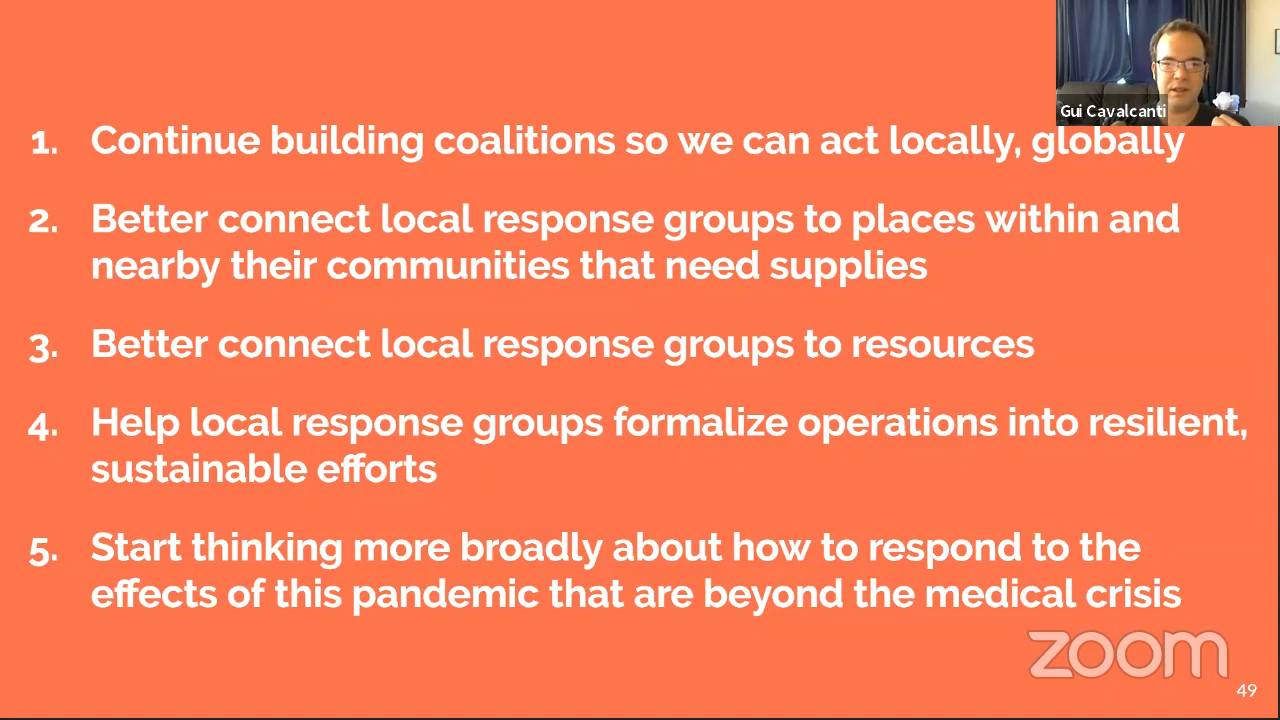 Gui Cavalcanti
1. Continue building coalitions so we can act locally, globally
2. Better connect local response groups to places within and
nearby their communities that need supplies
3. Better connect local response groups to resources
4. Help local response groups formalize operations into resilient,
sustainable efforts
5. Start thinking more broadly about how to respond to the
effects of this pandemic that are beyond the medical crisis
zoom
49